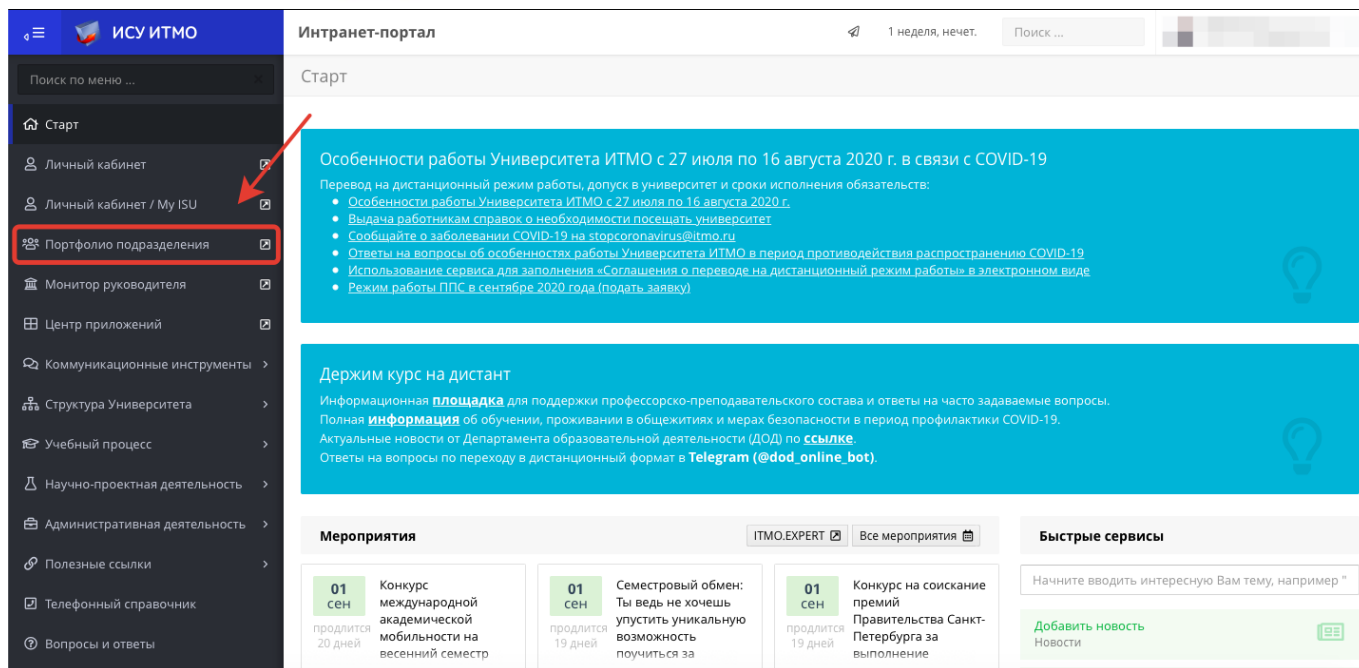 ИСУ ИТМО
Интранет-портал
1 неделя, нечет.
Поиск ...
Поиск по меню ...
Старт
Старт
Личный кабинет
Личный кабинет / My ISU
Портфолио подразделения
Монитор руководителя
Центр приложений
Коммуникационные инструменты
Структура Университета
Учебный процесс
Научно-проектная деятельность
Административная деятельность
Полезные ссылки
Телефонный справочник
Вопросы и ответы
Особенности работы Университета ИТМО с 27 июля по 16 августа 2020 г. в связи с COVID-19
Перевод на дистанционный режим работы, допуск в университет и сроки исполнения обязательств:
Особенности работы Университета ИТМО с 27 июля по 16 августа 2020 г.
Выдача работникам справок о необходимости посещать университет
Сообщайте о заболевании COVID-19 на stopcoronavirus@itmo.ru
Ответы на вопросы об особенностях работы Университета ИТМО в период противодействия распространению COVID-19
Использование сервиса для заполнения «Соглашения о переводе на дистанционный режим работы» в электронном виде
Режим работы ППС в сентябре 2020 года (подать заявку)
Держим курс на дистант
Информационная площадка для поддержки профессорско-преподавательского состава и ответы на часто задаваемые вопросы.
Полная информация об обучении, проживании в общежитиях и мерах безопасности в период профилактики COVID-19.
Актуальные новости от Департамента образовательной деятельности (ДОД) по ссылке.
Ответы на вопросы по переходу в дистанционный формат в Telegram (@dod_online_bot).
Мероприятия
ITMO.EXPERT
Все мероприятия
01
сен
продлится
20 дней
Конкурс
международной
академической
мобильности на
весенний семестр
01
сен
продлится
19 дней
Семестровый обмен:
Ты ведь не хочешь
упустить уникальную
возможность
поучиться за
01
сен
продлится
19 дней
Конкурс на соискание
премий
Правительства Санкт-
Петербурга за
выполнение
Быстрые сервисы
Начните вводить интересную Вам тему, например "
Добавить новость
Новости